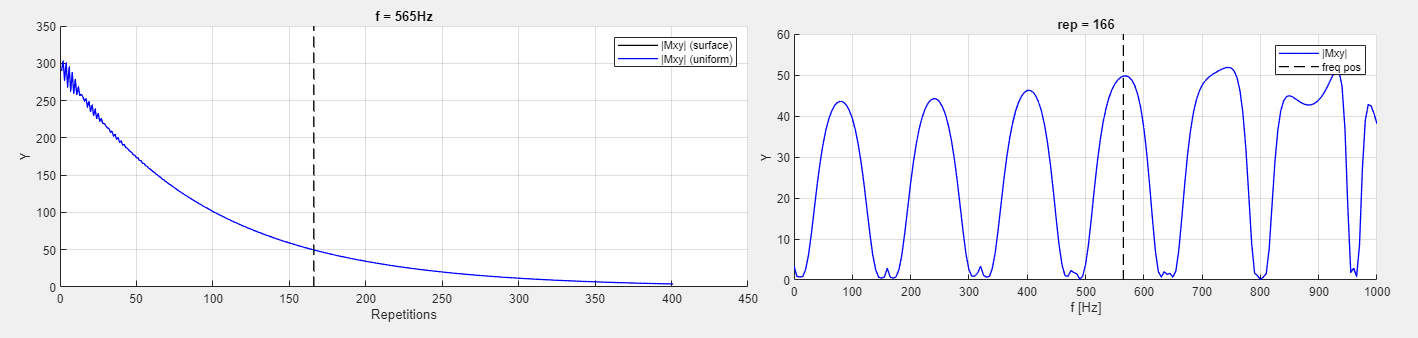 f = 565Hz
350
300
250
200
150
100
50
0
Y
|Mxy| (surface)
|Mxy| (uniform)
0 50 100 150 200 250 300 350 400 450
Repetitions
rep = 166
60
50
40
30
20
10
0
Y
|Mxy|
freq pos
0 100 200 300 400 500 600 700 800 900 1000
f [Hz]